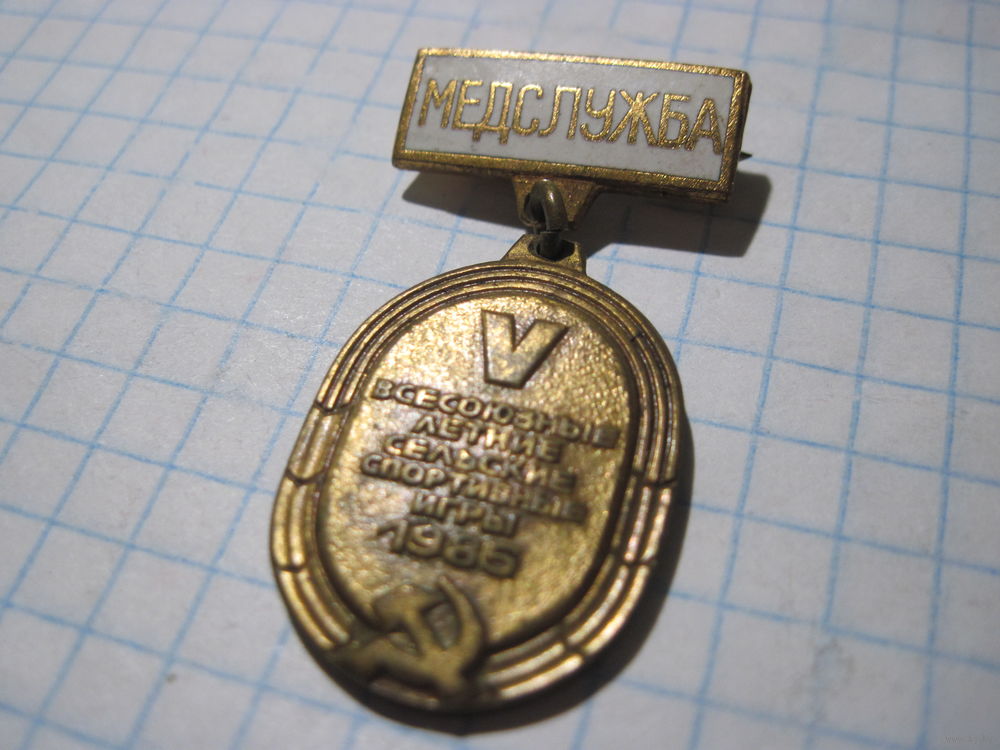 МЕДСЛУЖБА
V
ВСЕСОЮЗНЫЕ
ЛЕТНИЕ
СЕЛЬСКИЕ
СПОРТИВНЫЕ
ИГРЫ
1986